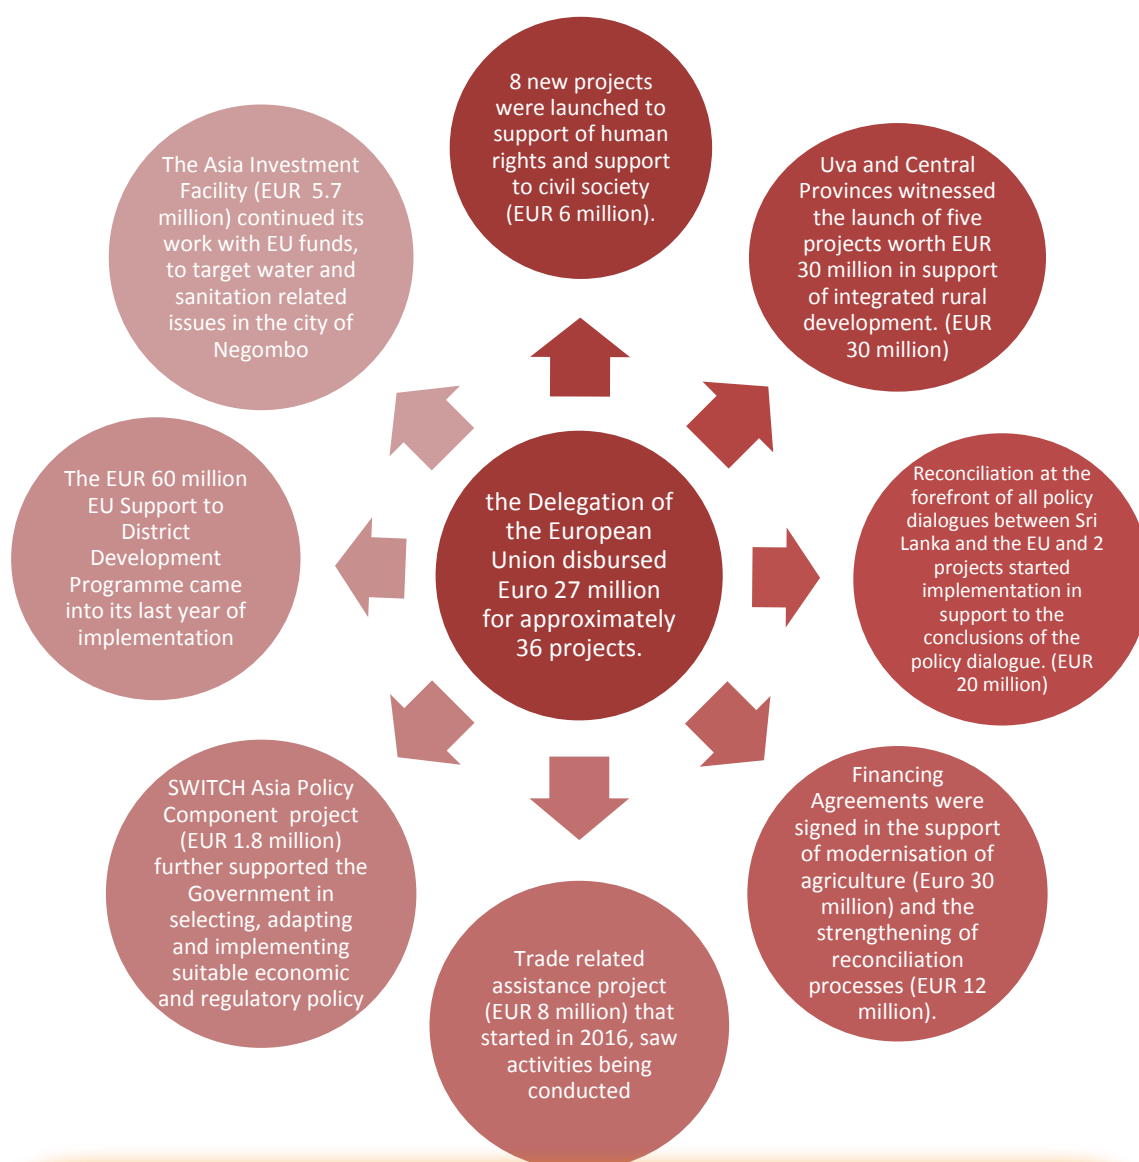 8 new projects
were launched to
support of human
rights and support
to civil society
(EUR 6 million).
Uva and Central
Provinces witnessed
the launch of five
projects worth EUR
30 million in support
of integrated rural
development. (EUR
30 million)
Reconciliation at the
forefront of all policy
dialogues between Sri
Lanka and the EU and 2
projects started
implementation in
support to the
conclusions of the
policy dialogue. (EUR
20 million)
Financing
Agreements were
signed in the support
of modernisation of
agriculture (Euro 30
million) and the
strengthening of
reconciliation
processes (EUR 12
million).
Trade related
assistance project
(EUR 8 million) that
started in 2016, saw
activities being
conducted
SWITCH Asia Policy
Component project
(EUR 1.8 million)
further supported the
Government in
selecting, adapting
and implementing
suitable economic
and regulatory policy
The EUR 60 million
EU Support to
District
Development
Programme came
into its last year of
implementation
The Asia Investment
Facility (EUR 5.7
million) continued its
work with EU funds,
to target water and
sanitation related
issues in the city of
Negombo
the Delegation of
the European
Union disbursed
Euro 27 million
for approximately
36 projects.